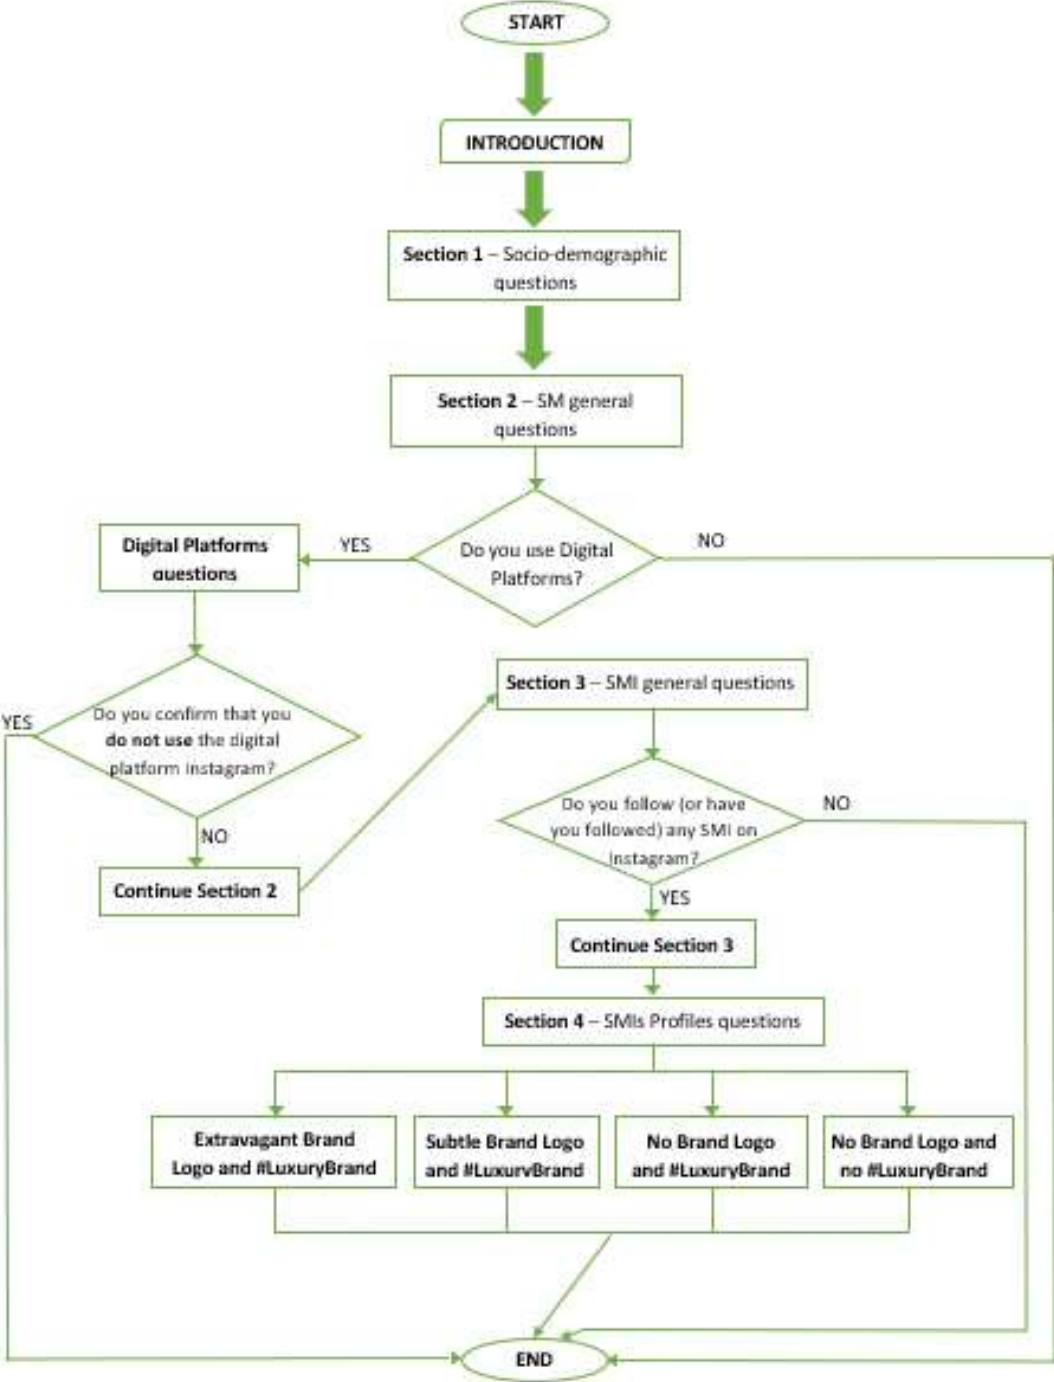 START
INTRODUCTION
Section 1 – Socio-demographic
questions
Section 2 – SM general
questions
Do you use Digital
Platforms?
YES
NO
Digital Platforms
questions
Do you confirm that you
do not use the digital
platform Instagram?
YES
NO
Continue Section 2
Section 3 – SMI general questions
Do you follow (or have
you followed) any SMI on
Instagram?
NO
YES
Continue Section 3
Section 4 – SMIs Profiles questions
Extravagant Brand
Logo and #LuxuryBrand
Subtle Brand Logo
and #LuxuryBrand
No Brand Logo
and #LuxuryBrand
No Brand Logo and
no #LuxuryBrand
END